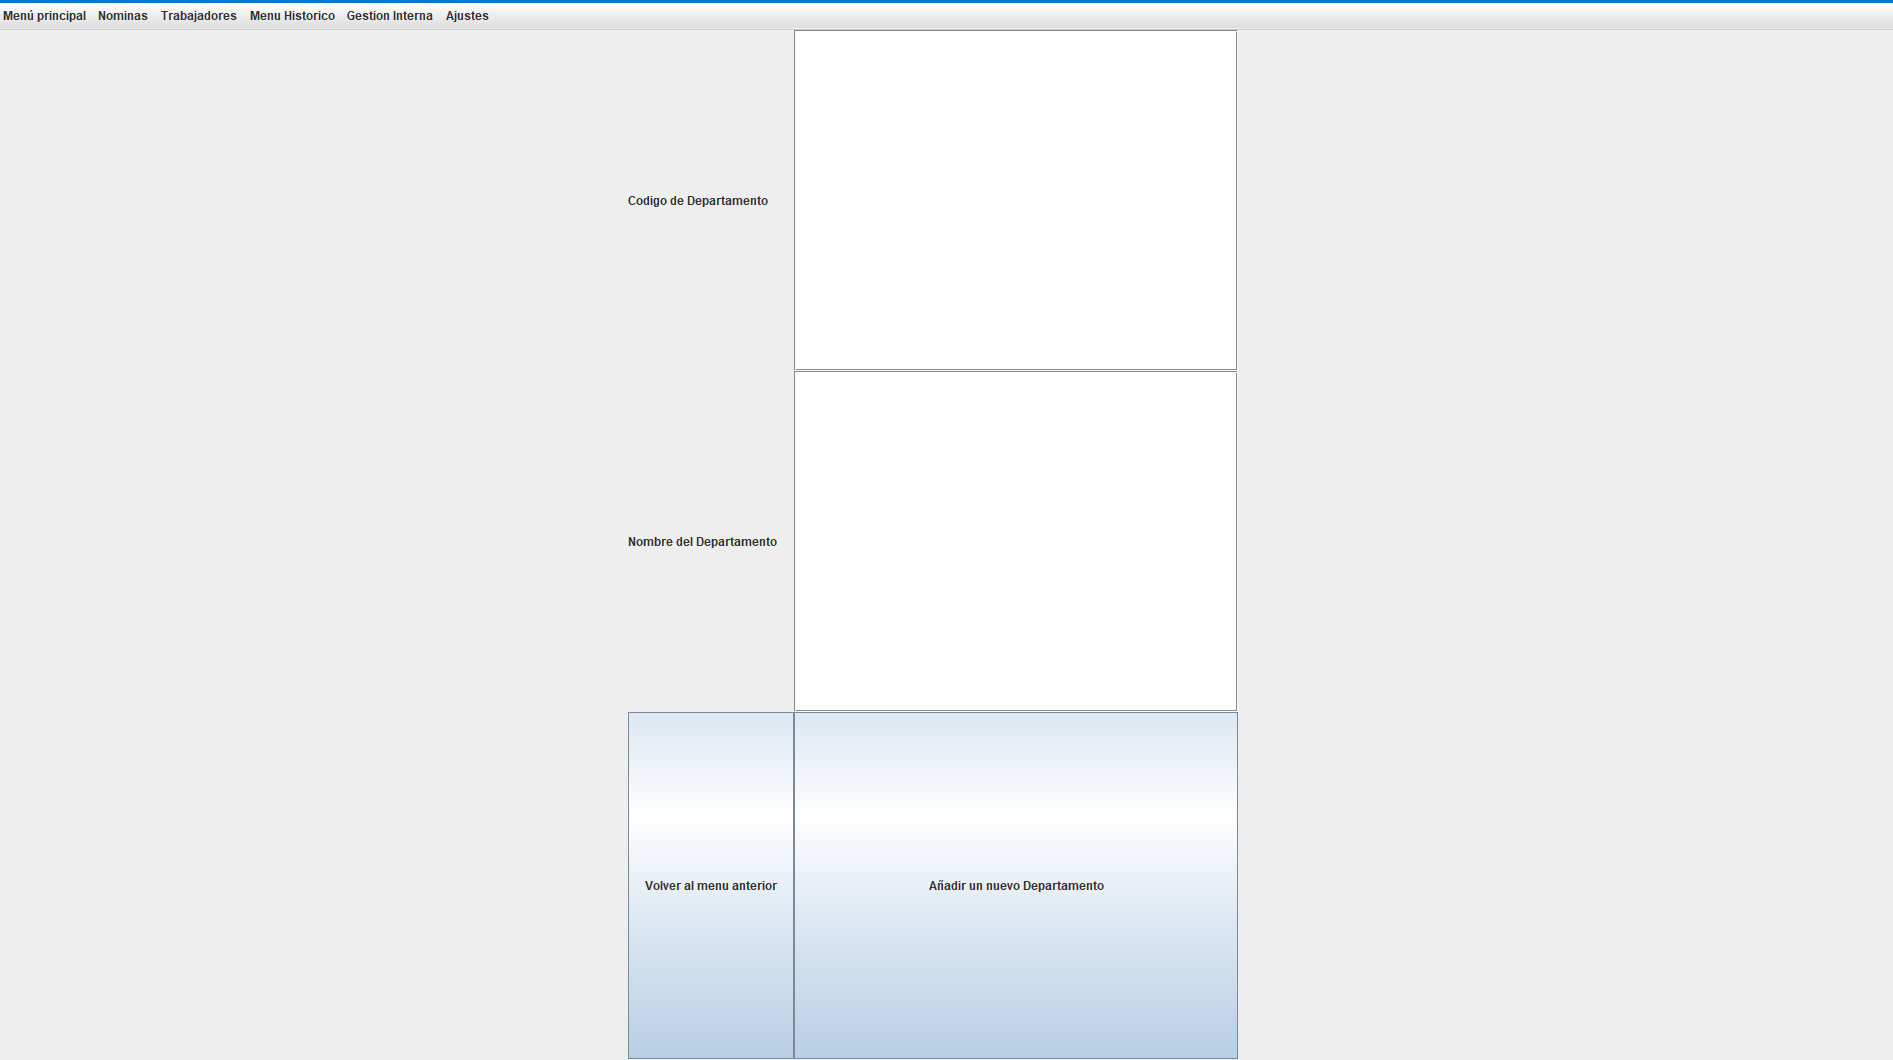 Menú principal Nominas Trabajadores Menu Historico Gestion Interna Ajustes
Codigo de Departamento
Nombre del Departamento
Volver al menu anterior Añadir un nuevo Departamento